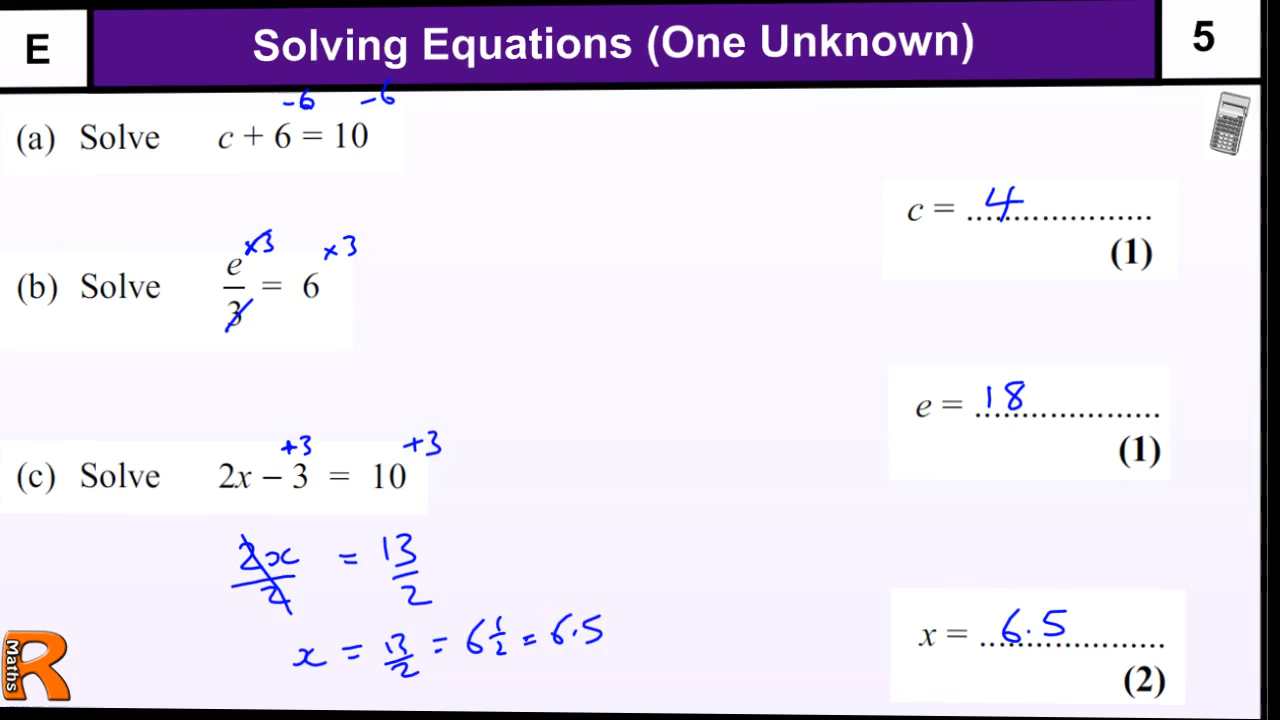 E Solving Equations (One Unknown) 5
-6 -6
(a) Solve c + 6 = 10
c = 4
(1)
×3 ×3
(b) Solve e/3 = 6
e = 18
(1)
+3 +3
(c) Solve 2x − 3 = 10
2x/2 = 13/2
x = 13/2 = 6 1/2 = 6.5
x = 6.5
(2)
R Maths